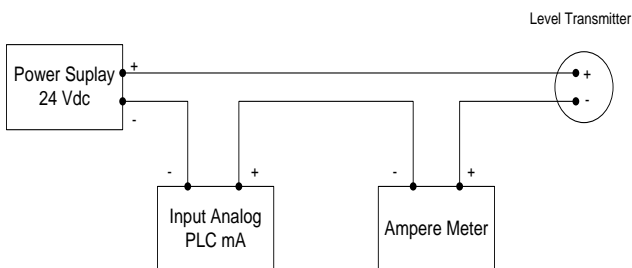 Level Transmitter
Power Suplay
24 Vdc
+
-
+
-
-
+
-
+
Input Analog
PLC mA
Ampere Meter